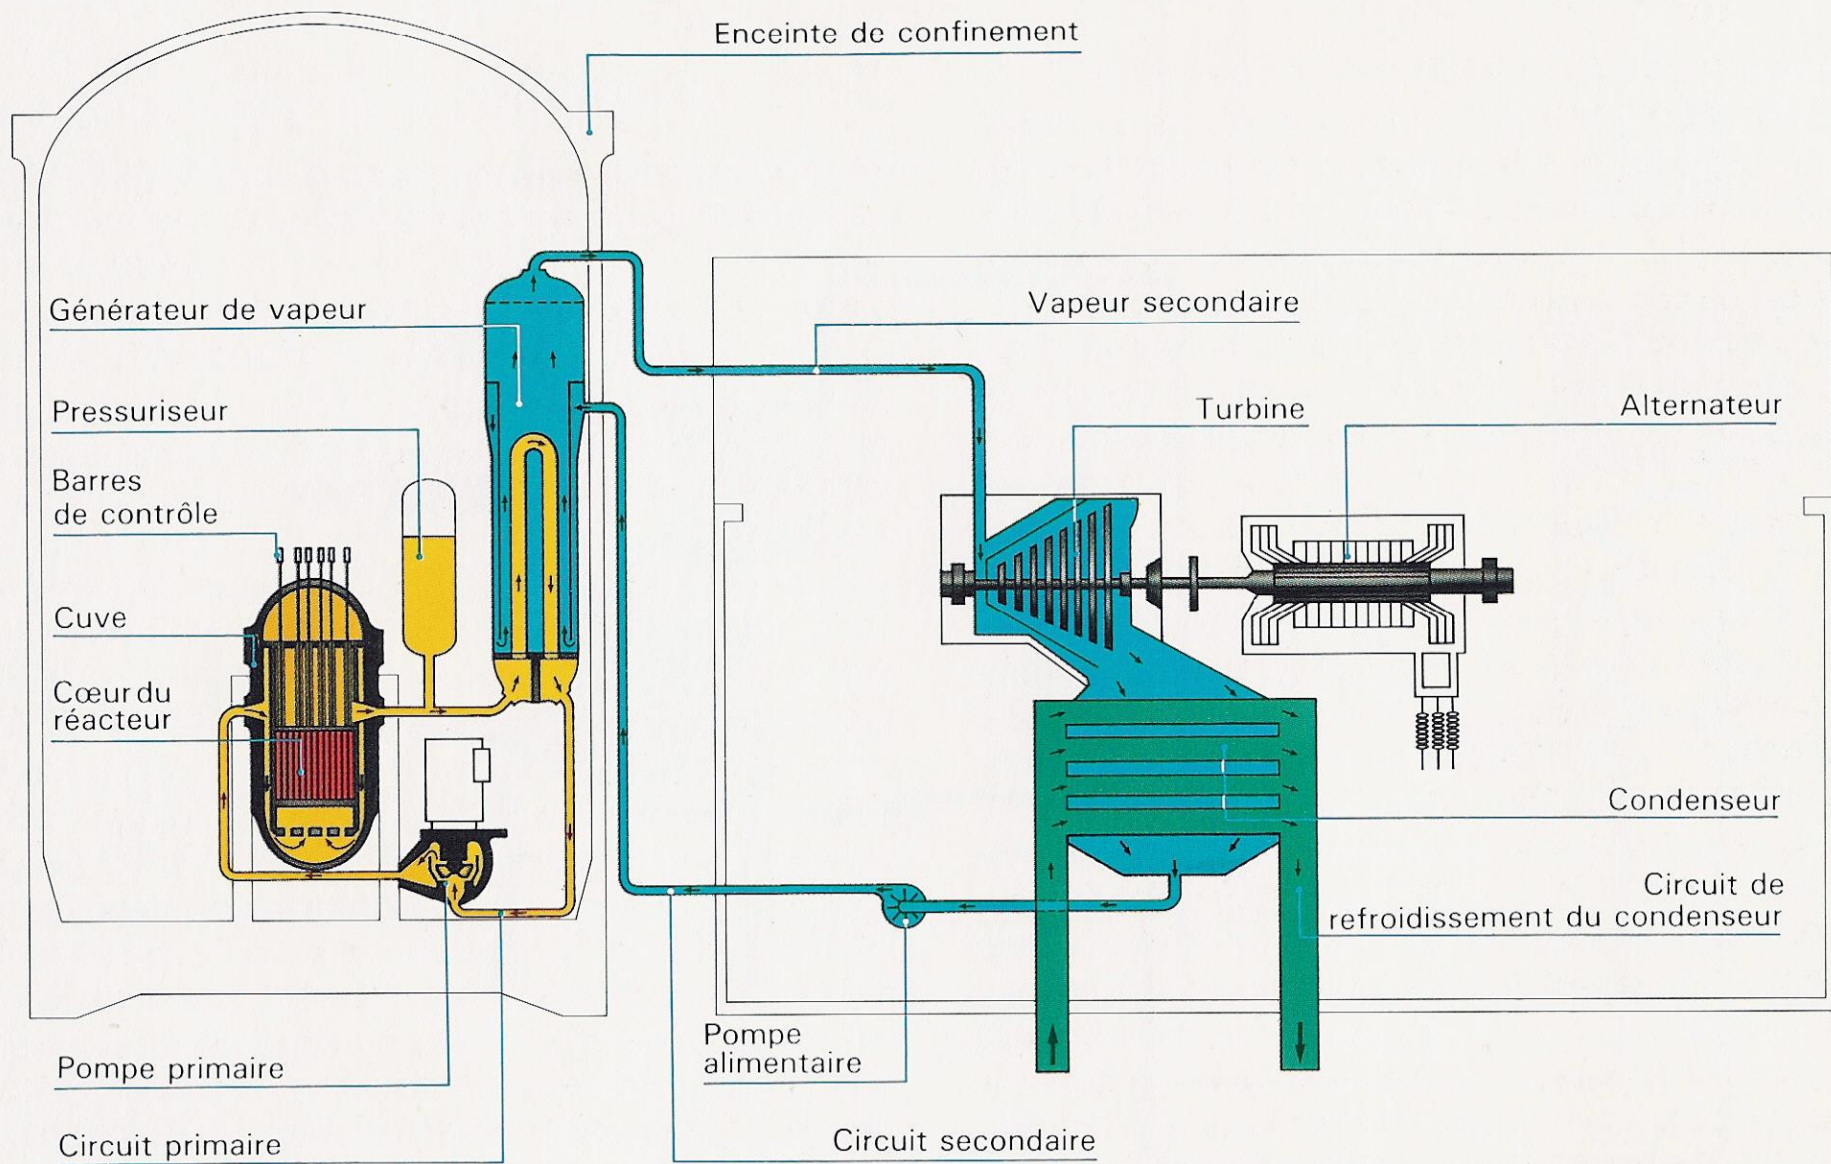 Enceinte de confinement
Générateur de vapeur
Vapeur secondaire
Pressuriseur
Turbine
Alternateur
Barres
de contrôle
Cuve
Cœur du
réacteur
Condenseur
Circuit de
refroidissement du condenseur
Pompe
alimentaire
Pompe primaire
Circuit primaire
Circuit secondaire